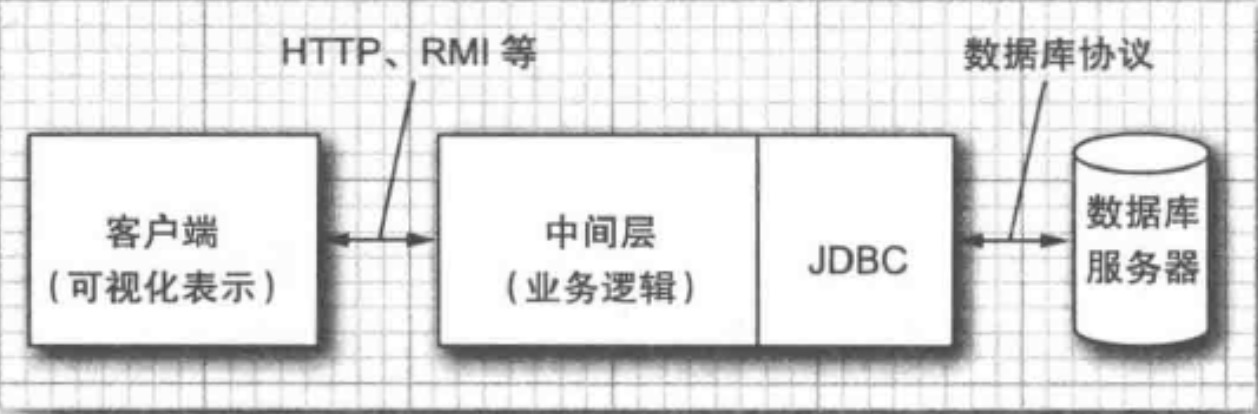 HTTP、RMI 等
数据库协议
客户端
（可视化表示）
中间层
（业务逻辑）
JDBC
数据库
服务器